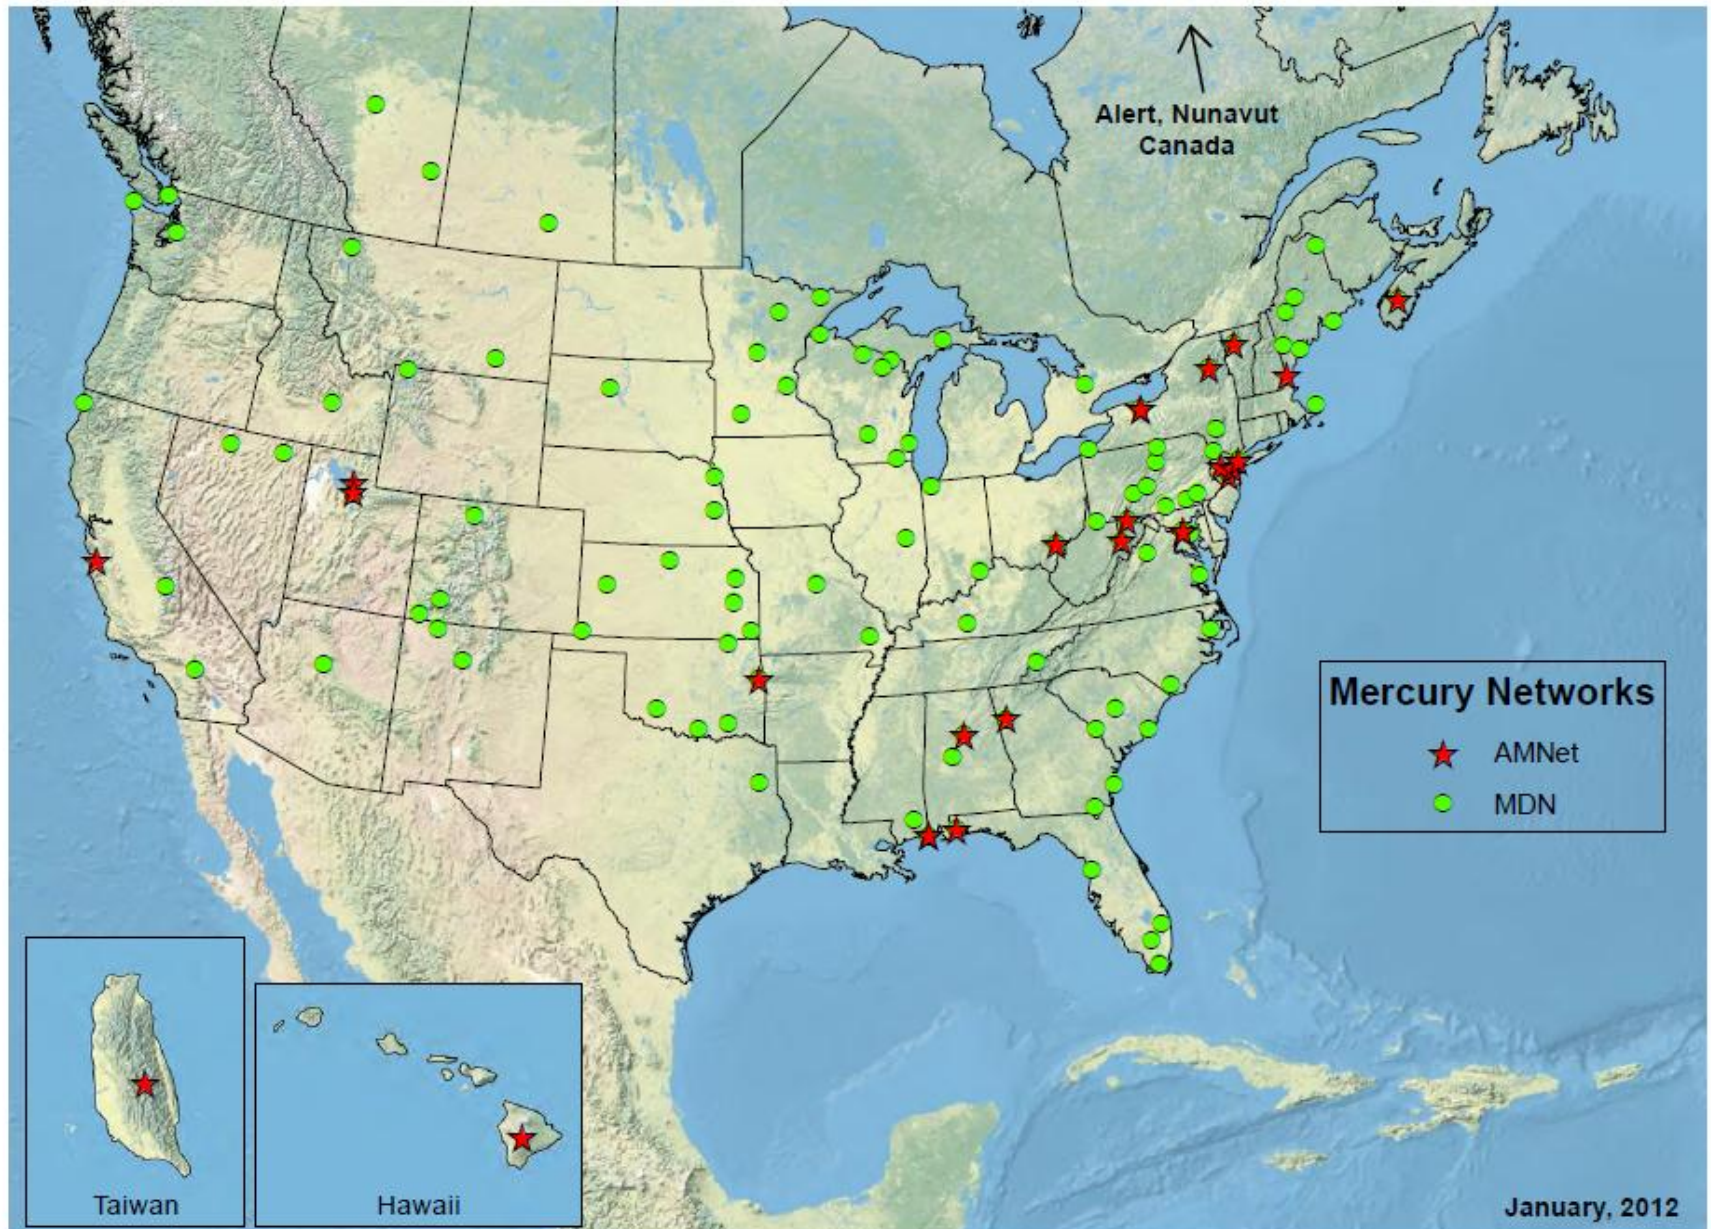 Alert, Nunavut
Canada
Mercury Networks
AMNet
MDN
Taiwan
Hawaii
January, 2012